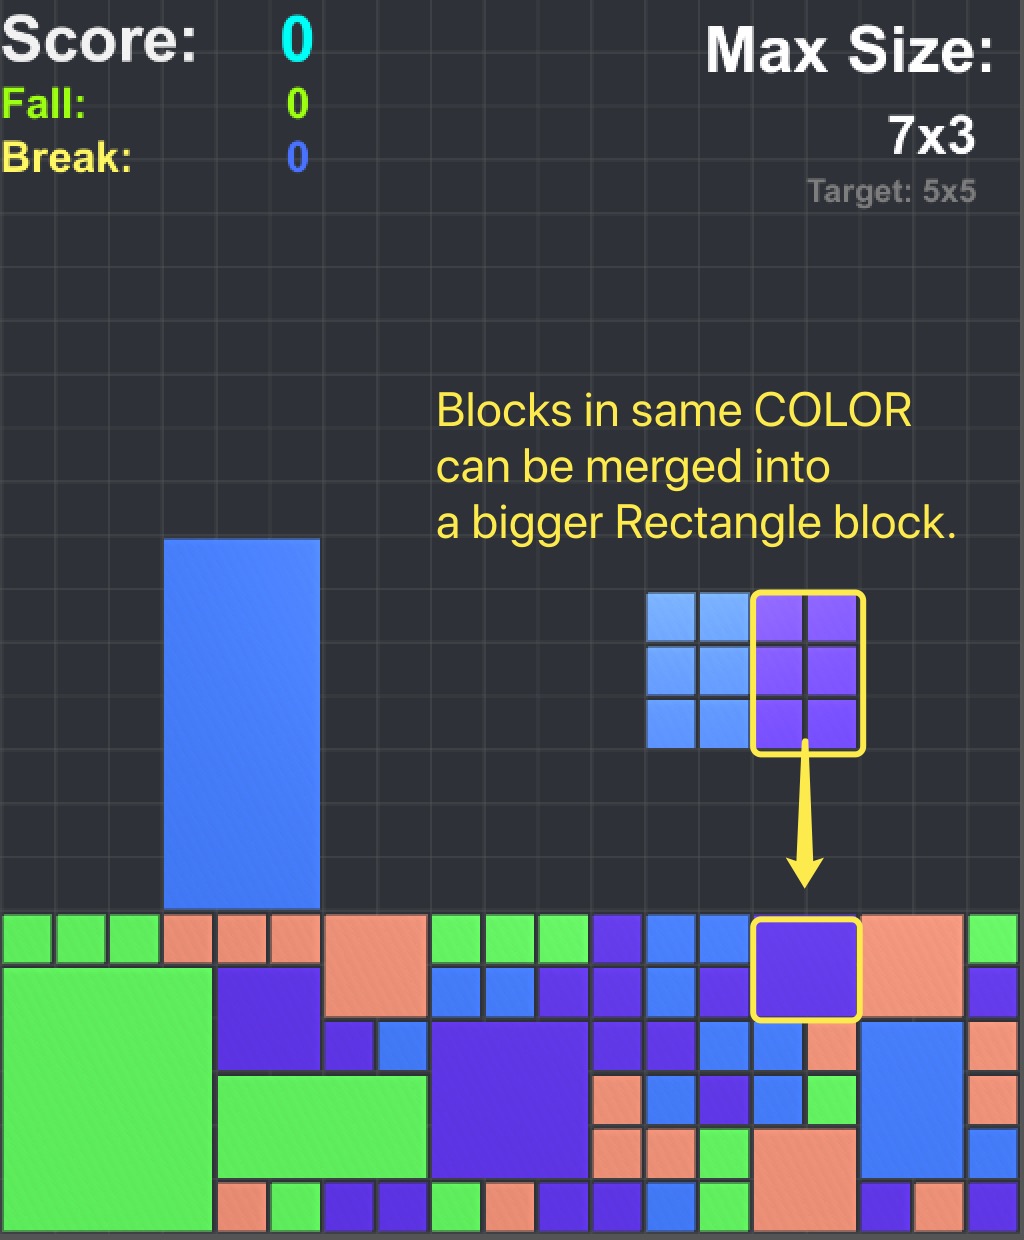 Score: 0
Max Size:
Fall: 0
7x3
Break: 0
Target: 5x5
Blocks in same COLOR
can be merged into
a bigger Rectangle block.